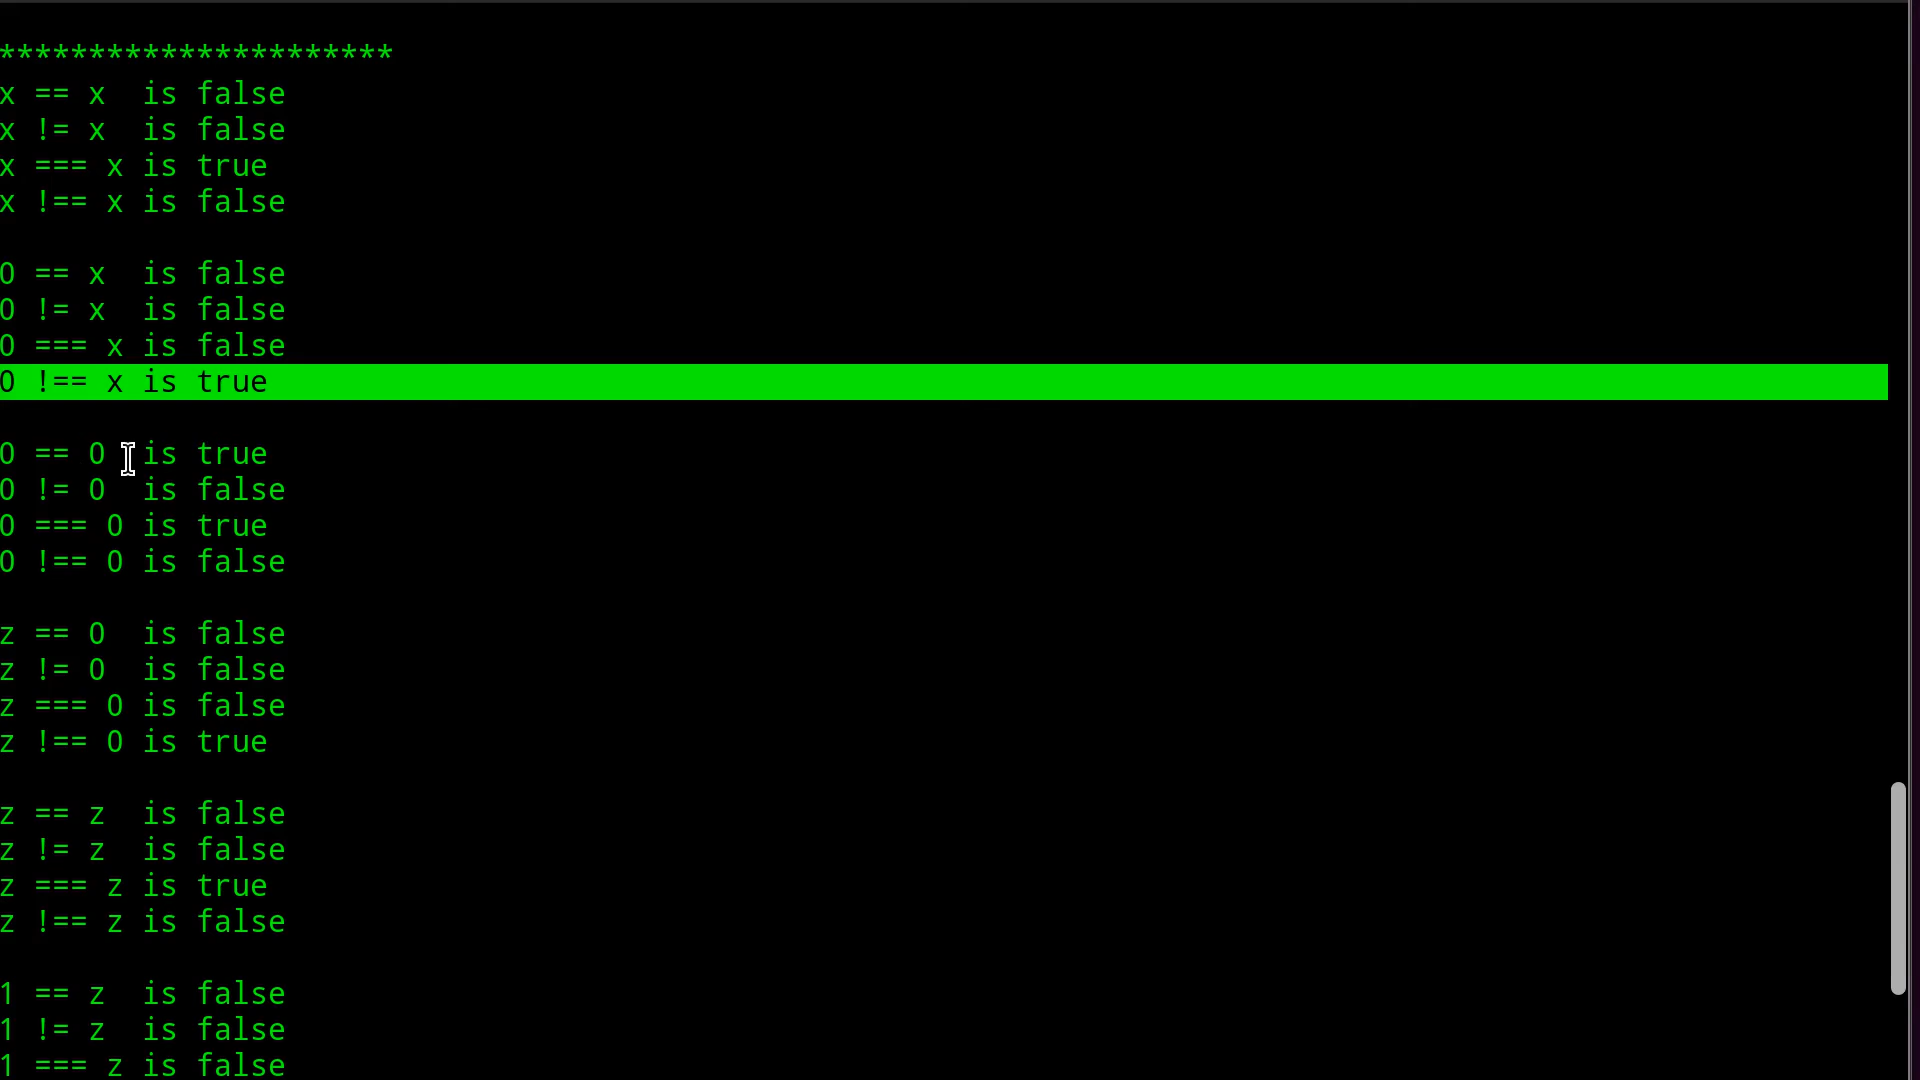 **********************
x == x  is false
x != x  is false
x === x is true
x !== x is false
0 == x  is false
0 != x  is false
0 === x is false
0 !== x is true
0 == 0  is true
0 != 0  is false
0 === 0 is true
0 !== 0 is false
z == 0  is false
z != 0  is false
z === 0 is false
z !== 0 is true
z == z  is false
z != z  is false
z === z is true
z !== z is false
1 == z  is false
1 != z  is false
1 === z is false